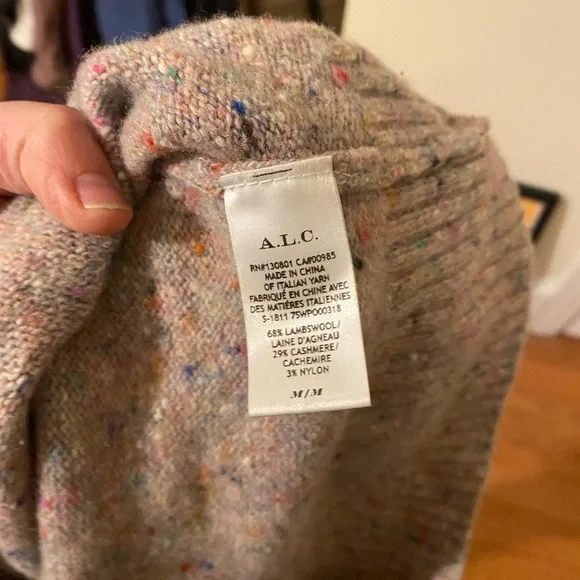 A.L.C.
RN#130801 CA#00985
MADE IN CHINA
OF ITALIAN YARN
FABRIQUÉ EN CHINE AVEC
DES MATIÈRES ITALIENNES
S-1811 7SWPO00318
68% LAMBSWOOL/
LAINE D'AGNEAU
29% CASHMERE/
CACHEMIRE
3% NYLON
M/M